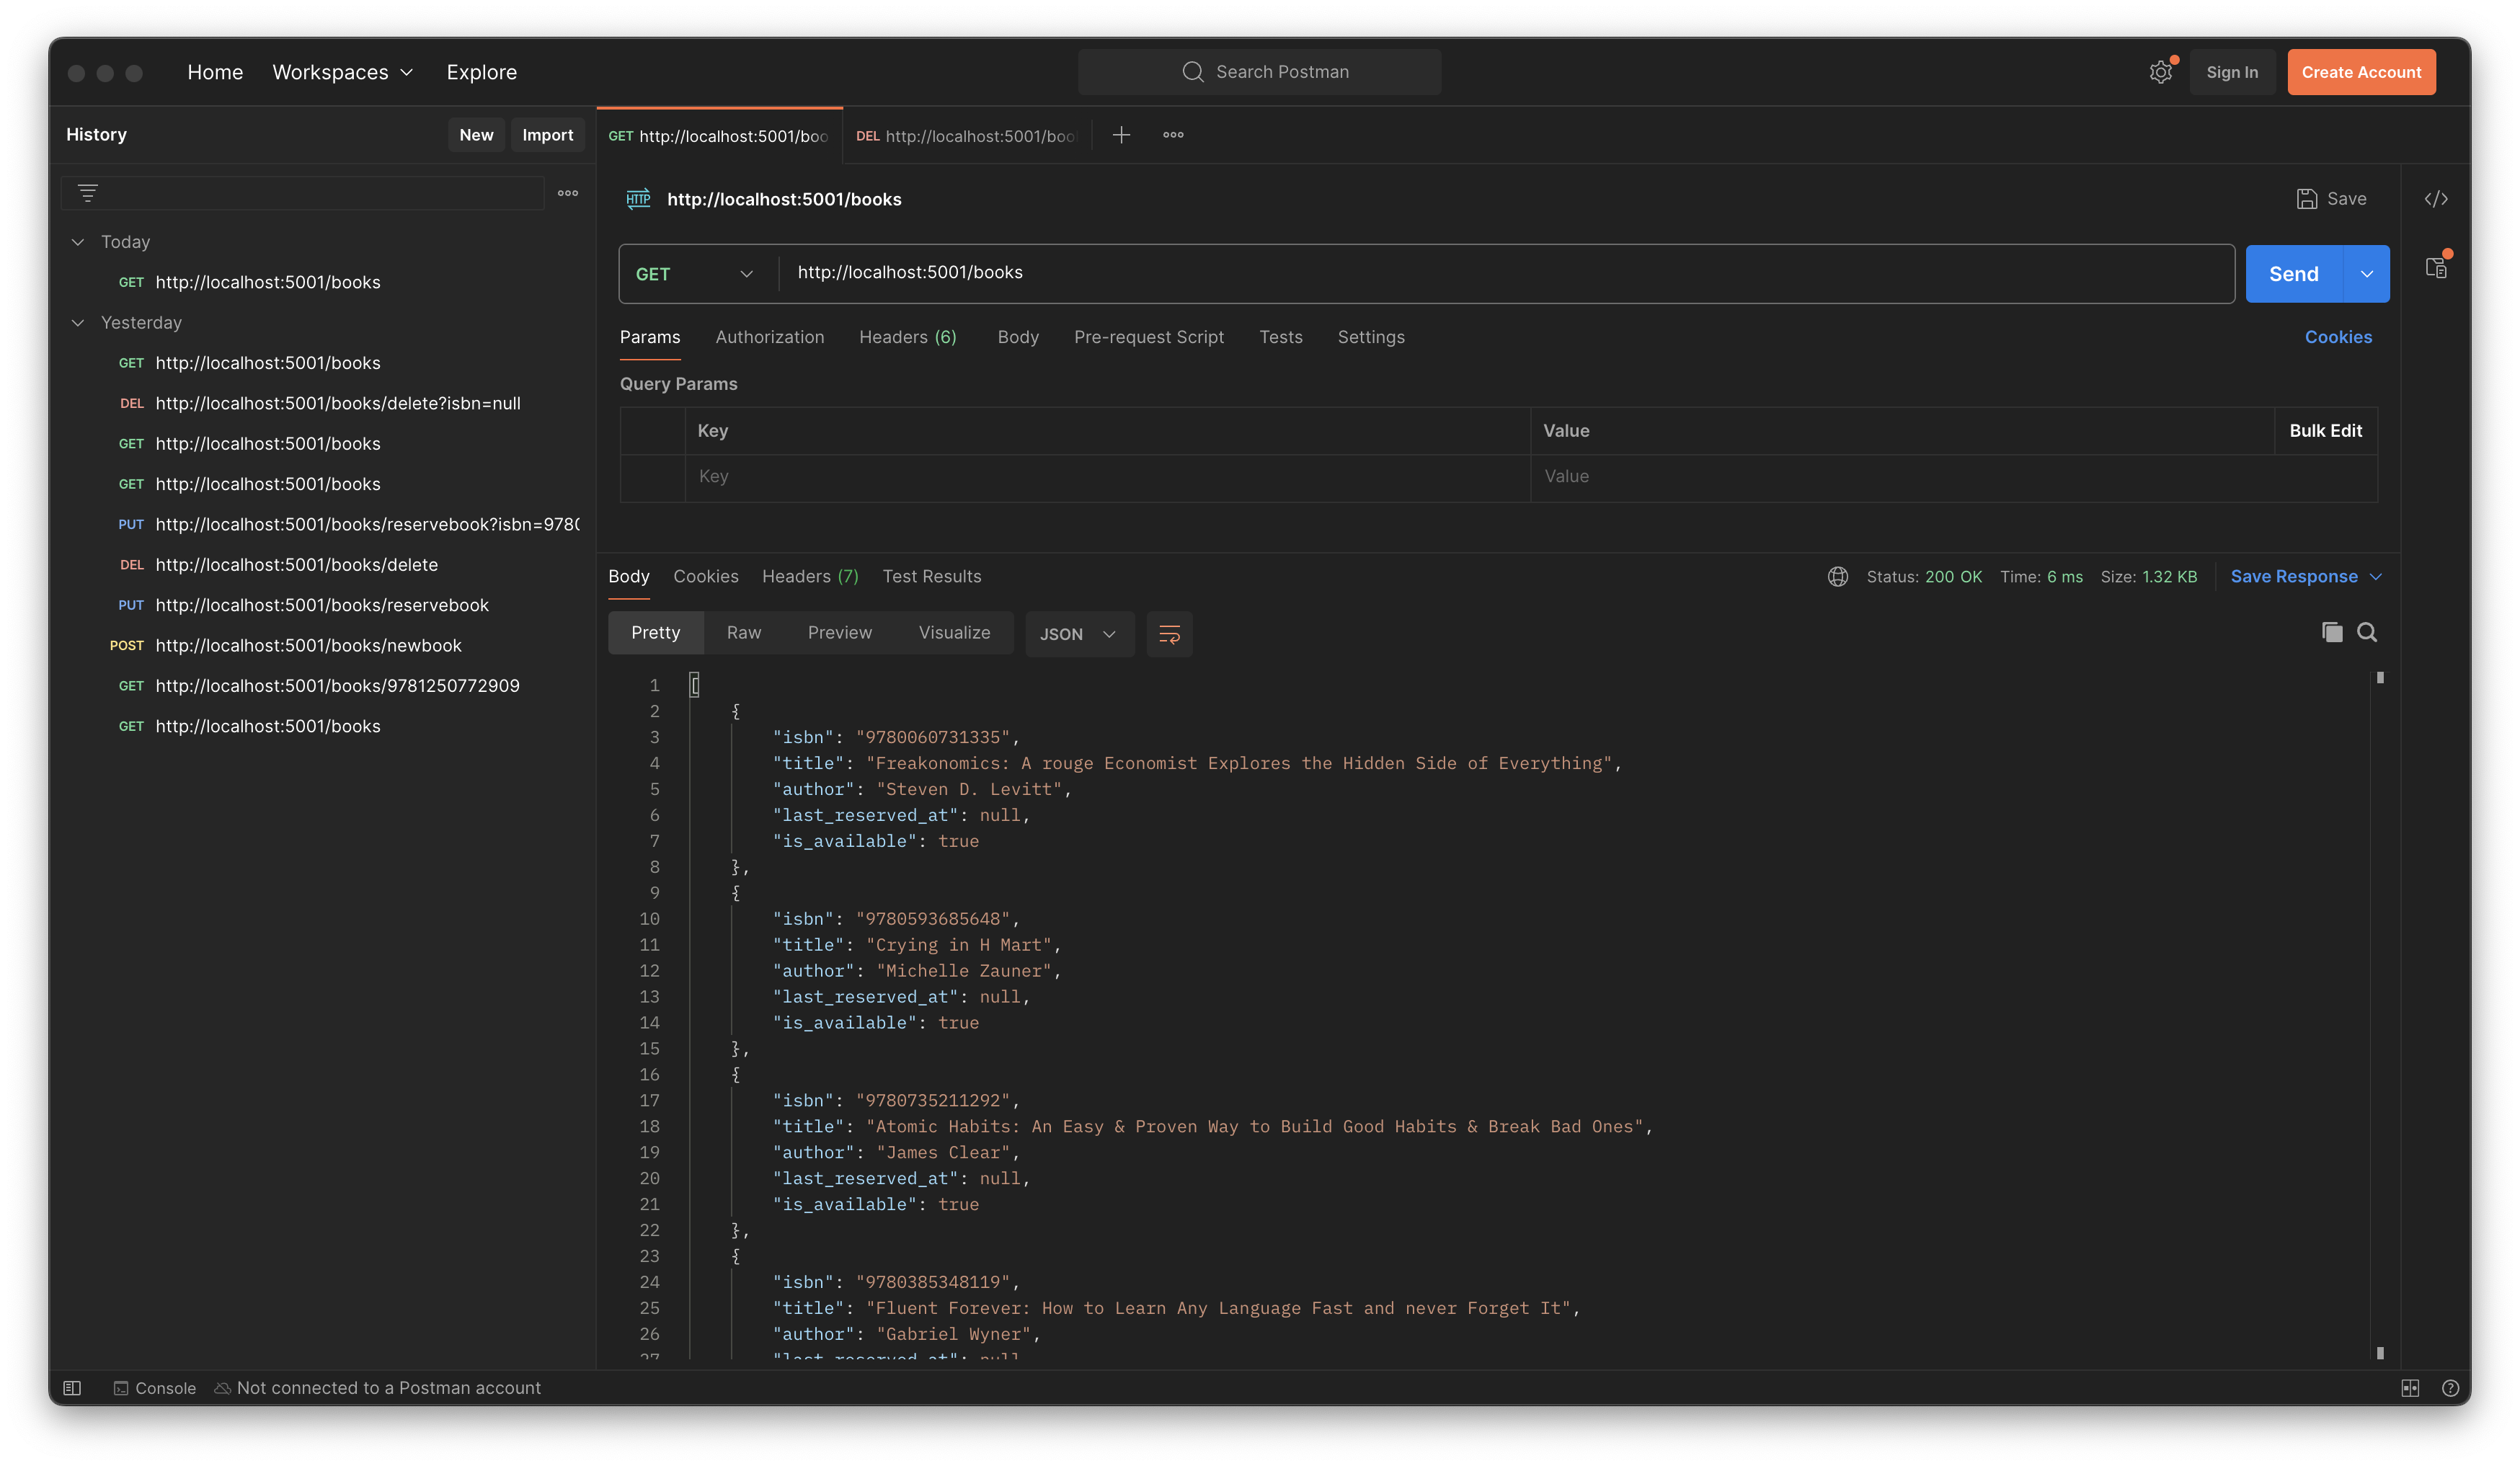 Home Workspaces Explore
Search Postman
Sign In Create Account
History New Import
Today
GET http://localhost:5001/books
Yesterday
GET http://localhost:5001/books
DEL http://localhost:5001/books/delete?isbn=null
GET http://localhost:5001/books
GET http://localhost:5001/books
PUT http://localhost:5001/books/reservebook?isbn=978
DEL http://localhost:5001/books/delete
PUT http://localhost:5001/books/reservebook
POST http://localhost:5001/books/newbook
GET http://localhost:5001/books/9781250772909
GET http://localhost:5001/books
GET http://localhost:5001/boo DEL http://localhost:5001/boo
HTTP http://localhost:5001/books Save </>
GET http://localhost:5001/books Send
Params Authorization Headers (6) Body Pre-request Script Tests Settings Cookies
Query Params
Key Value Bulk Edit
Key Value
Body Cookies Headers (7) Test Results Status: 200 OK Time: 6 ms Size: 1.32 KB Save Response
Pretty Raw Preview Visualize JSON
1 [
2 {
3 "isbn": "9780060731335",
4 "title": "Freakonomics: A rouge Economist Explores the Hidden Side of Everything",
5 "author": "Steven D. Levitt",
6 "last_reserved_at": null,
7 "is_available": true
8 },
9 {
10 "isbn": "9780593685648",
11 "title": "Crying in H Mart",
12 "author": "Michelle Zauner",
13 "last_reserved_at": null,
14 "is_available": true
15 },
16 {
17 "isbn": "9780735211292",
18 "title": "Atomic Habits: An Easy & Proven Way to Build Good Habits & Break Bad Ones",
19 "author": "James Clear",
20 "last_reserved_at": null,
21 "is_available": true
22 },
23 {
24 "isbn": "9780385348119",
25 "title": "Fluent Forever: How to Learn Any Language Fast and never Forget It",
26 "author": "Gabriel Wyner",
27 "last_reserved_at": null
Console Not connected to a Postman account